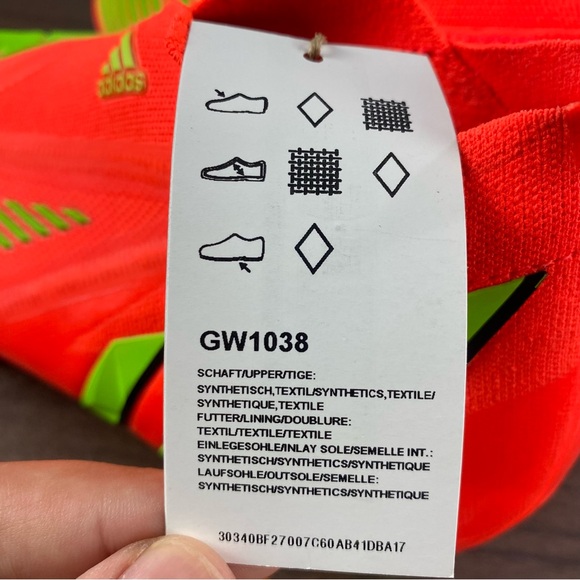 adidas
GW1038
SCHAFT/UPPER/TIGE:
SYNTHETISCH,TEXTIL/SYNTHETICS,TEXTILE/
SYNTHETIQUE,TEXTILE
FUTTER/LINING/DOUBLURE:
TEXTIL/TEXTILE/TEXTILE
EINLEGESOHLE/INLAY SOLE/SEMELLE INT.:
SYNTHETISCH/SYNTHETICS/SYNTHETIQUE
LAUFSOHLE/OUTSOLE/SEMELLE:
SYNTHETISCH/SYNTHETICS/SYNTHETIQUE
30340BF27007C60AB41DBA17